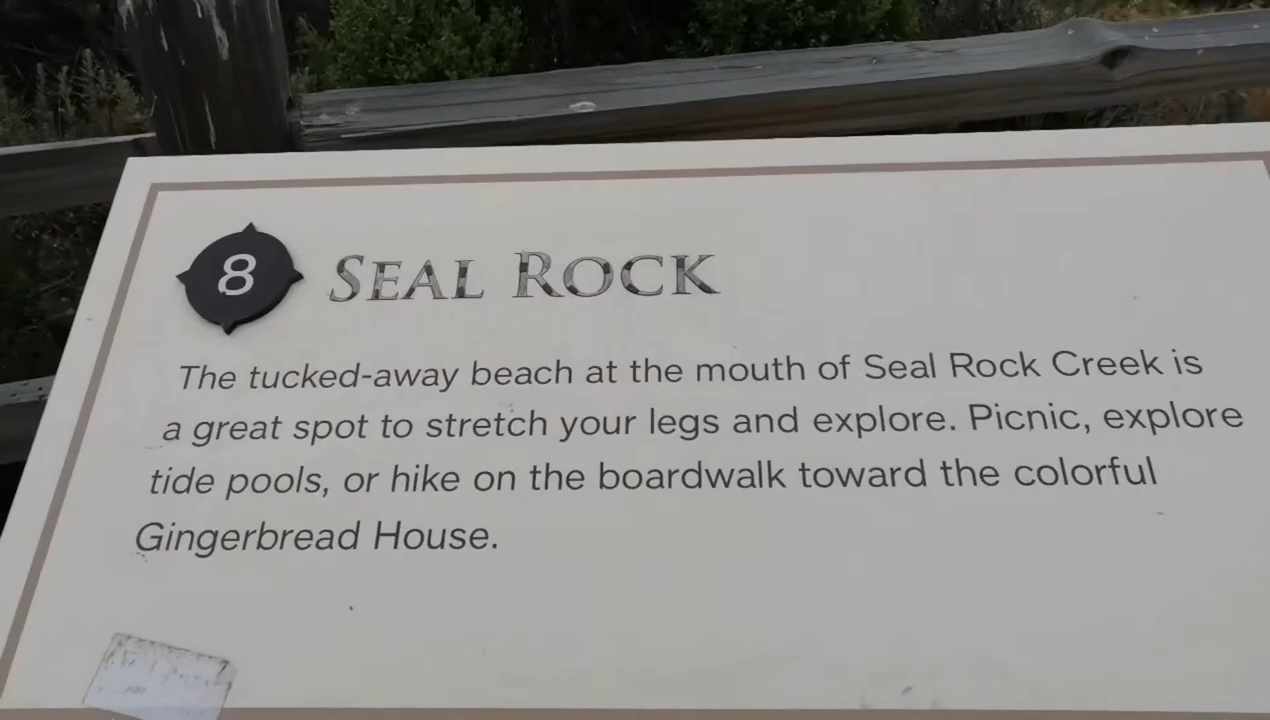 8 SEAL ROCK
The tucked-away beach at the mouth of Seal Rock Creek is
a great spot to stretch your legs and explore. Picnic, explore
tide pools, or hike on the boardwalk toward the colorful
Gingerbread House.